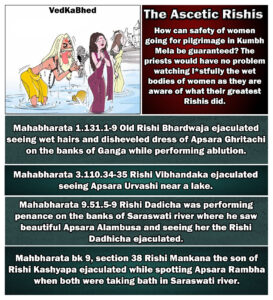 VedKaBhed
The Ascetic Rishis
How can safety of women
going for pilgrimage in Kumbh
Mela be guaranteed? The
priests would have no problem
watching l*stfully the wet
bodies of women as they are
aware of what their greatest
Rishis did.
Mahabharata 1.131.1-9 Old Rishi Bhardwaja ejaculated
seeing wet hairs and disheveled dress of Apsara Ghritachi
on the banks of Ganga while performing ablution.
Mahabharata 3.110.34-35 Rishi Vibhandaka ejaculated
seeing Apsara Urvashi near a lake.
Mahabharata 9.51.5-9 Rishi Dadicha was performing
penance on the banks of Saraswati river where he saw
beautiful Apsara Alambusa and seeing her the Rishi
Dadhicha ejaculated.
Mahbharata bk 9, section 38 Rishi Mankana the son of
Rishi Kashyapa ejaculated while spotting Apsara Rambha
when both were taking bath in Saraswati river.